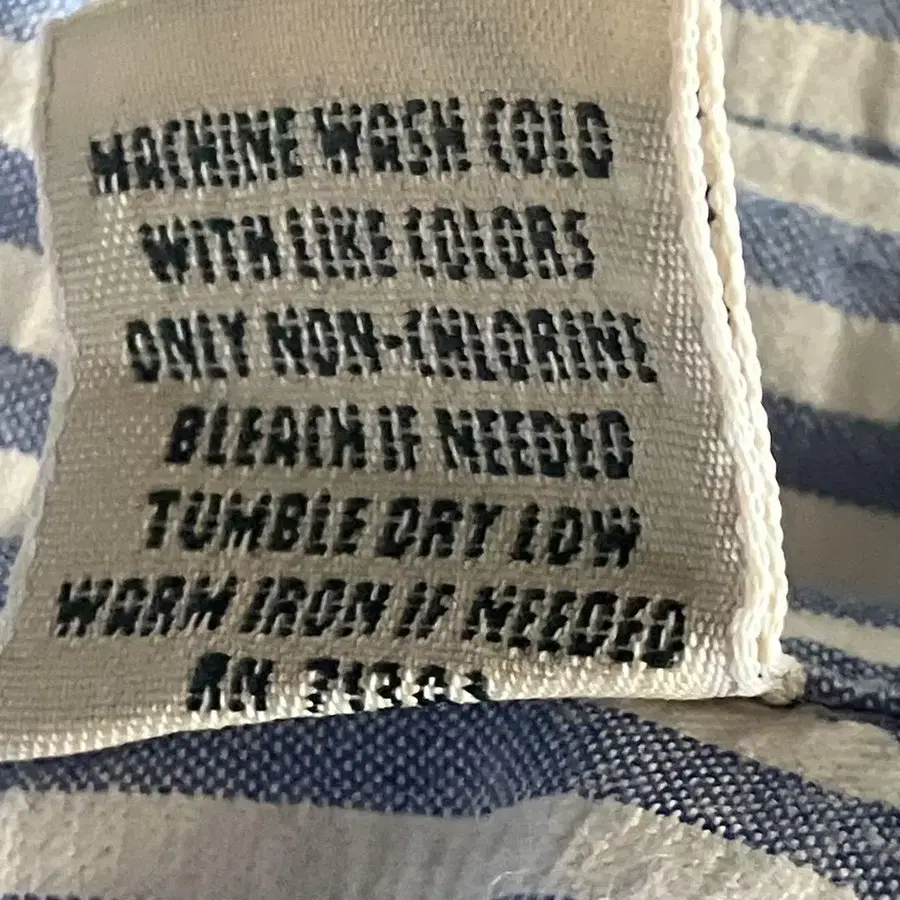 MACHINE WASH COLD
WITH LIKE COLORS
ONLY NON-CHLORINE
BLEACH IF NEEDED
TUMBLE DRY LOW
WARM IRON IF NEEDED
RN